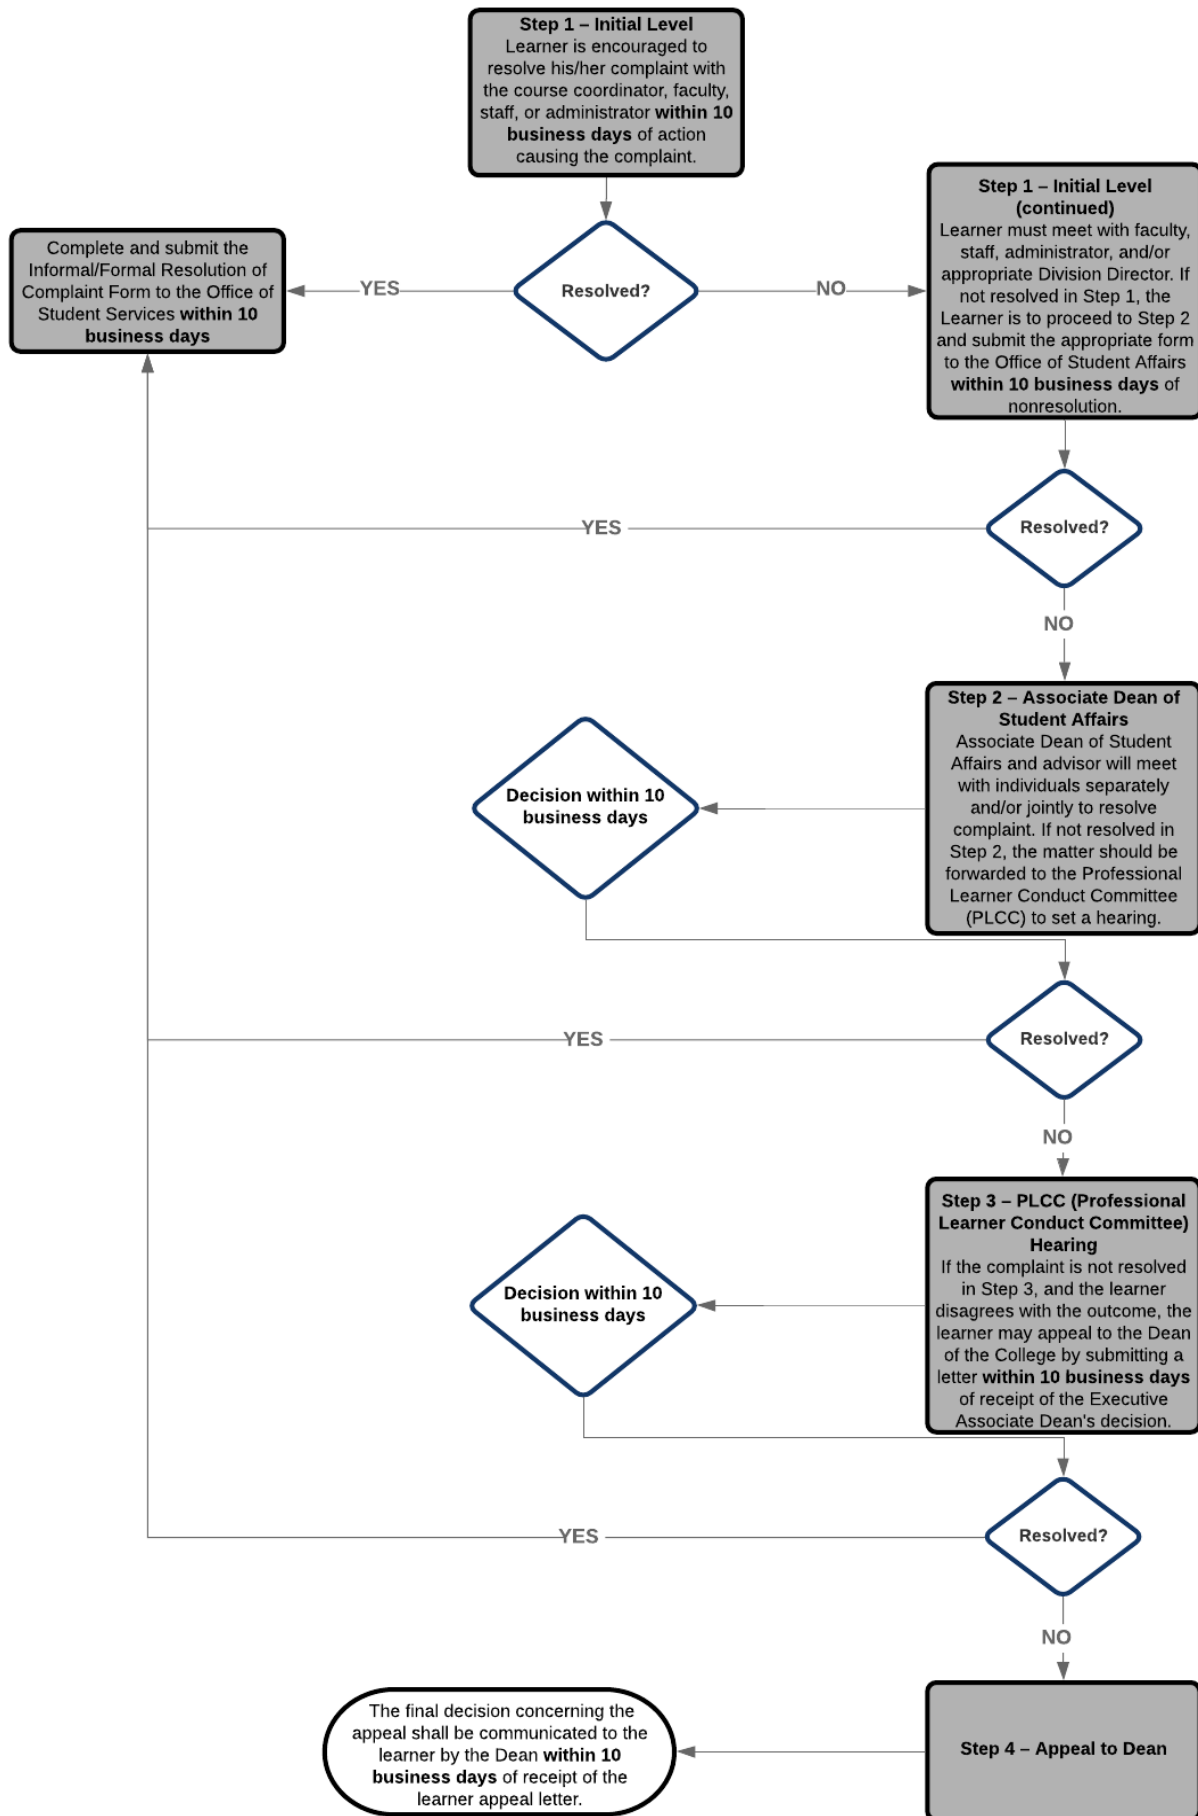 Step 1 – Initial Level
Learner is encouraged to
resolve his/her complaint with
the course coordinator, faculty,
staff, or administrator within 10
business days of action
causing the complaint.
Step 1 – Initial Level
(continued)
Learner must meet with faculty,
staff, administrator, and/or
appropriate Division Director. If
not resolved in Step 1, the
Learner is to proceed to Step 2
and submit the appropriate form
to the Office of Student Affairs
within 10 business days of
nonresolution.
Complete and submit the
Informal/Formal Resolution of
Complaint Form to the Office of
Student Services within 10
business days
YES
Resolved?
NO
YES
Resolved?
NO
Step 2 – Associate Dean of
Student Affairs
Associate Dean of Student
Affairs and advisor will meet
with individuals separately
and/or jointly to resolve
complaint. If not resolved in
Step 2, the matter should be
forwarded to the Professional
Learner Conduct Committee
(PLCC) to set a hearing.
Decision within 10
business days
YES
Resolved?
NO
Step 3 – PLCC (Professional
Learner Conduct Committee)
Hearing
If the complaint is not resolved
in Step 3, and the learner
disagrees with the outcome, the
learner may appeal to the Dean
of the College by submitting a
letter within 10 business days
of receipt of the Executive
Associate Dean's decision.
Decision within 10
business days
YES
Resolved?
NO
Step 4 – Appeal to Dean
The final decision concerning the
appeal shall be communicated to the
learner by the Dean within 10
business days of receipt of the
learner appeal letter.